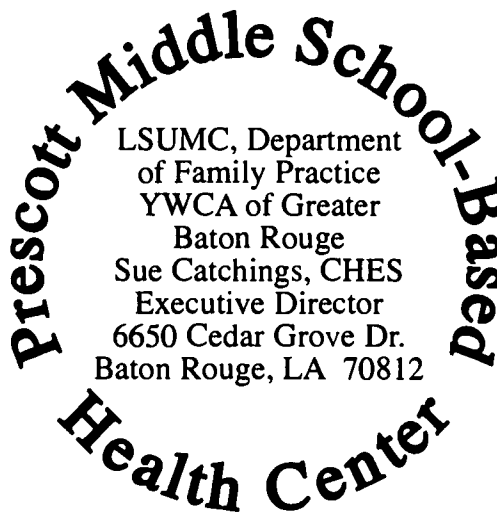 Prescott Middle School-Based
LSUMC, Department
of Family Practice
YWCA of Greater
Baton Rouge
Sue Catchings, CHES
Executive Director
6650 Cedar Grove Dr.
Baton Rouge, LA 70812
Health Center